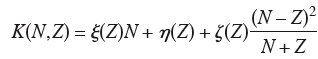 K(N,Z) = ξ(Z)N + η(Z) + ζ(Z) (N – Z)² / N + Z